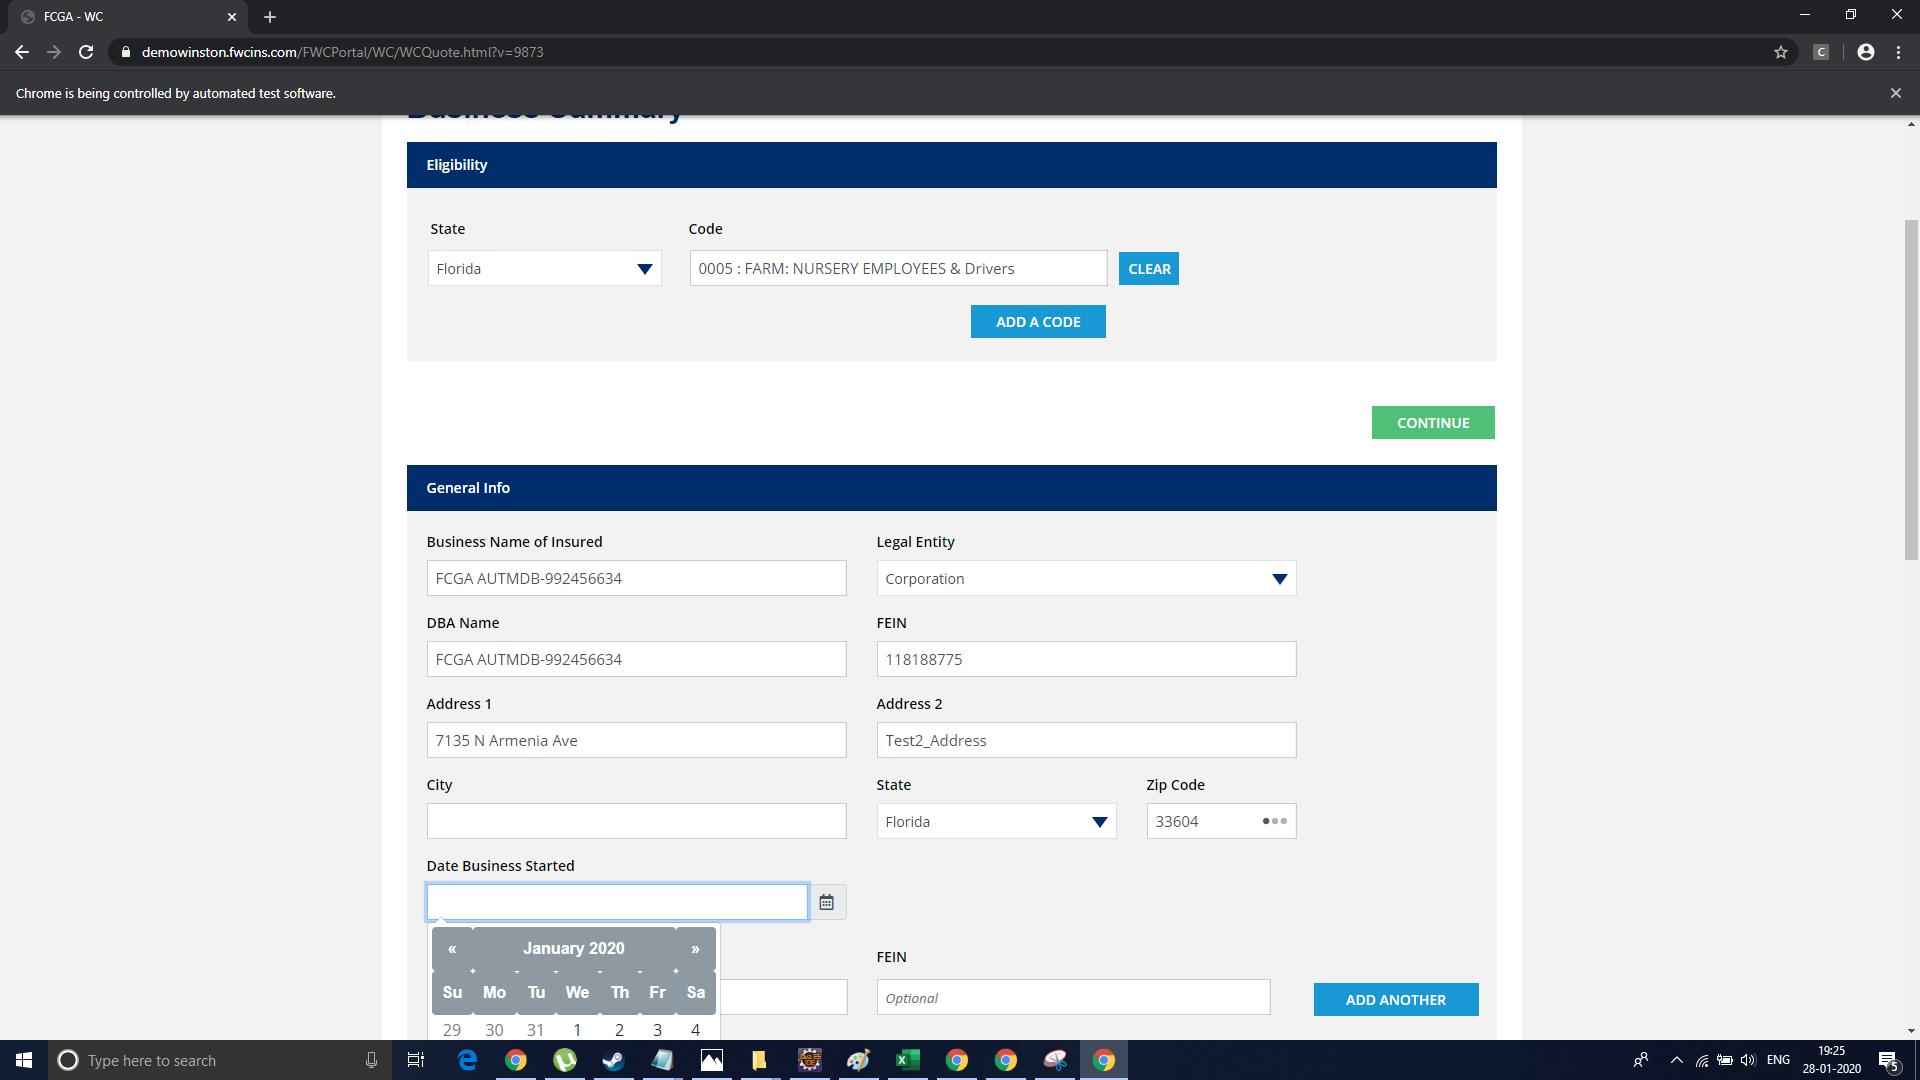 FCGA - WC
demowinston.fwcins.com/FWCPortal/WC/WCQuote.html?v=9873
C
Chrome is being controlled by automated test software.
Business Summary
Eligibility
State Code
Florida 0005 : FARM: NURSERY EMPLOYEES & Drivers CLEAR
ADD A CODE
CONTINUE
General Info
Business Name of Insured Legal Entity
FCGA AUTMDB-992456634 Corporation
DBA Name FEIN
FCGA AUTMDB-992456634 118188775
Address 1 Address 2
7135 N Armenia Ave Test2_Address
City State Zip Code
Florida 33604
Date Business Started
« January 2020 »
FEIN
Su Mo Tu We Th Fr Sa
Optional ADD ANOTHER
29 30 31 1 2 3 4
Type here to search
ENG
19:25
28-01-2020
5